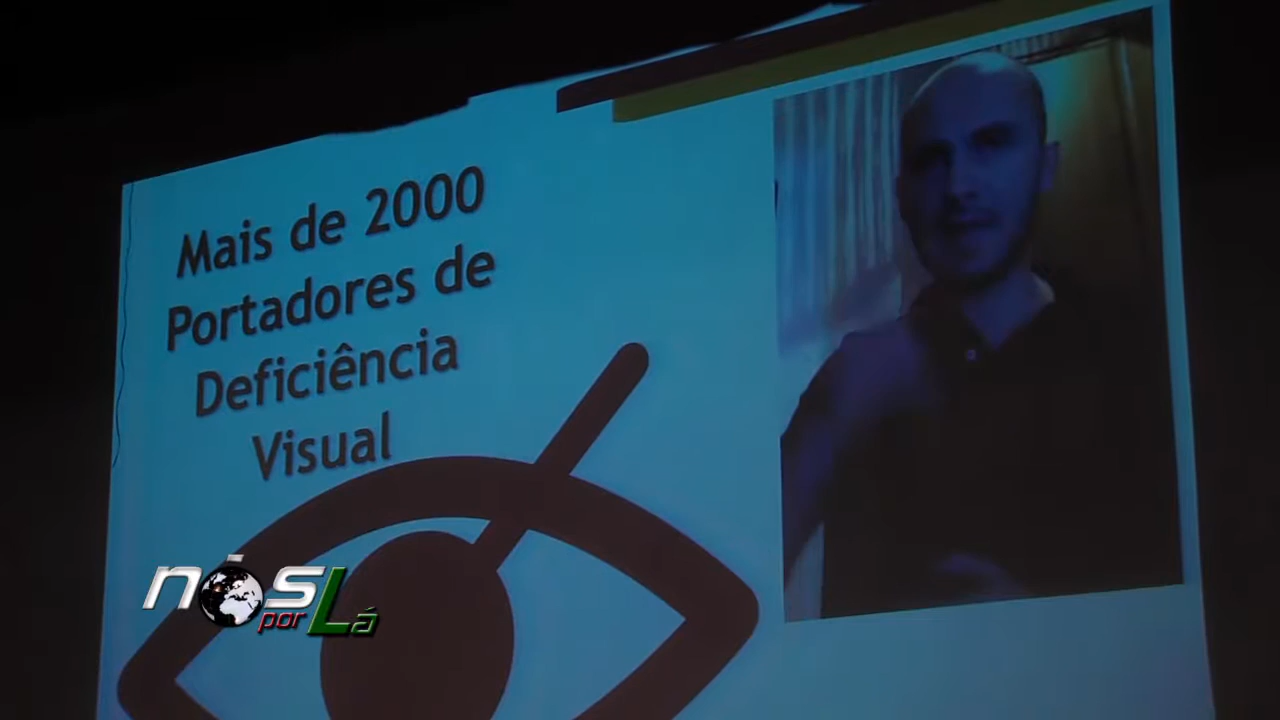 Mais de 2000
Portadores de
Deficiência
Visual
nós
por Lá